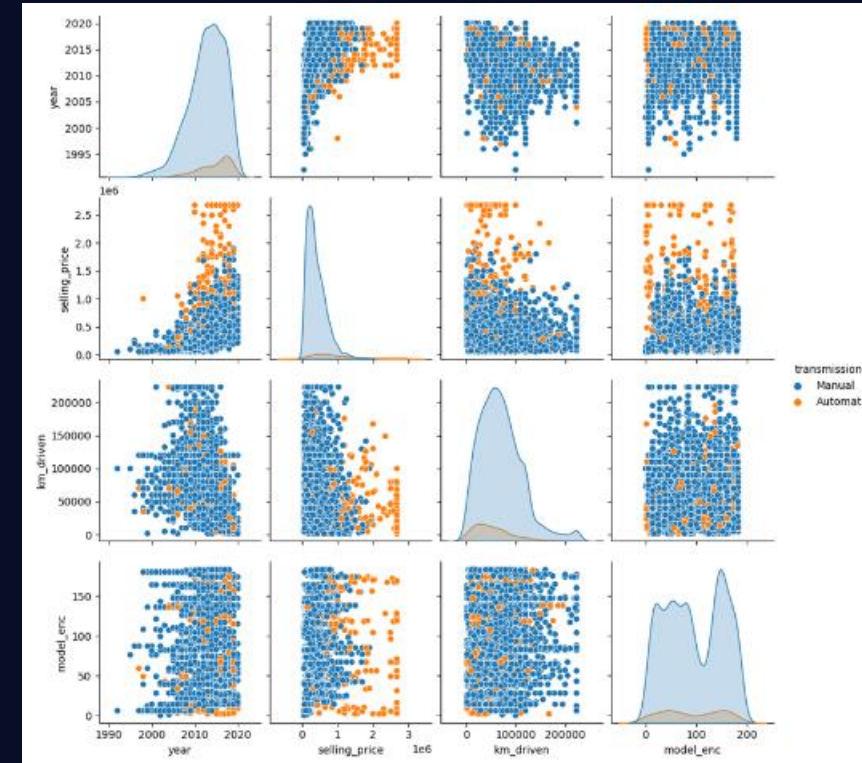 2020
2015
2010
2005
2000
1995
year
1e6
2.5
2.0
1.5
1.0
0.5
0.0
selling_price
200000
150000
100000
50000
0
km_driven
transmission
Manual
Automat
150
100
50
0
model_enc
1990 2000 2010 2020
0 1 2 3
0 100000 200000
0 100 200
1e6
year selling_price km_driven model_enc